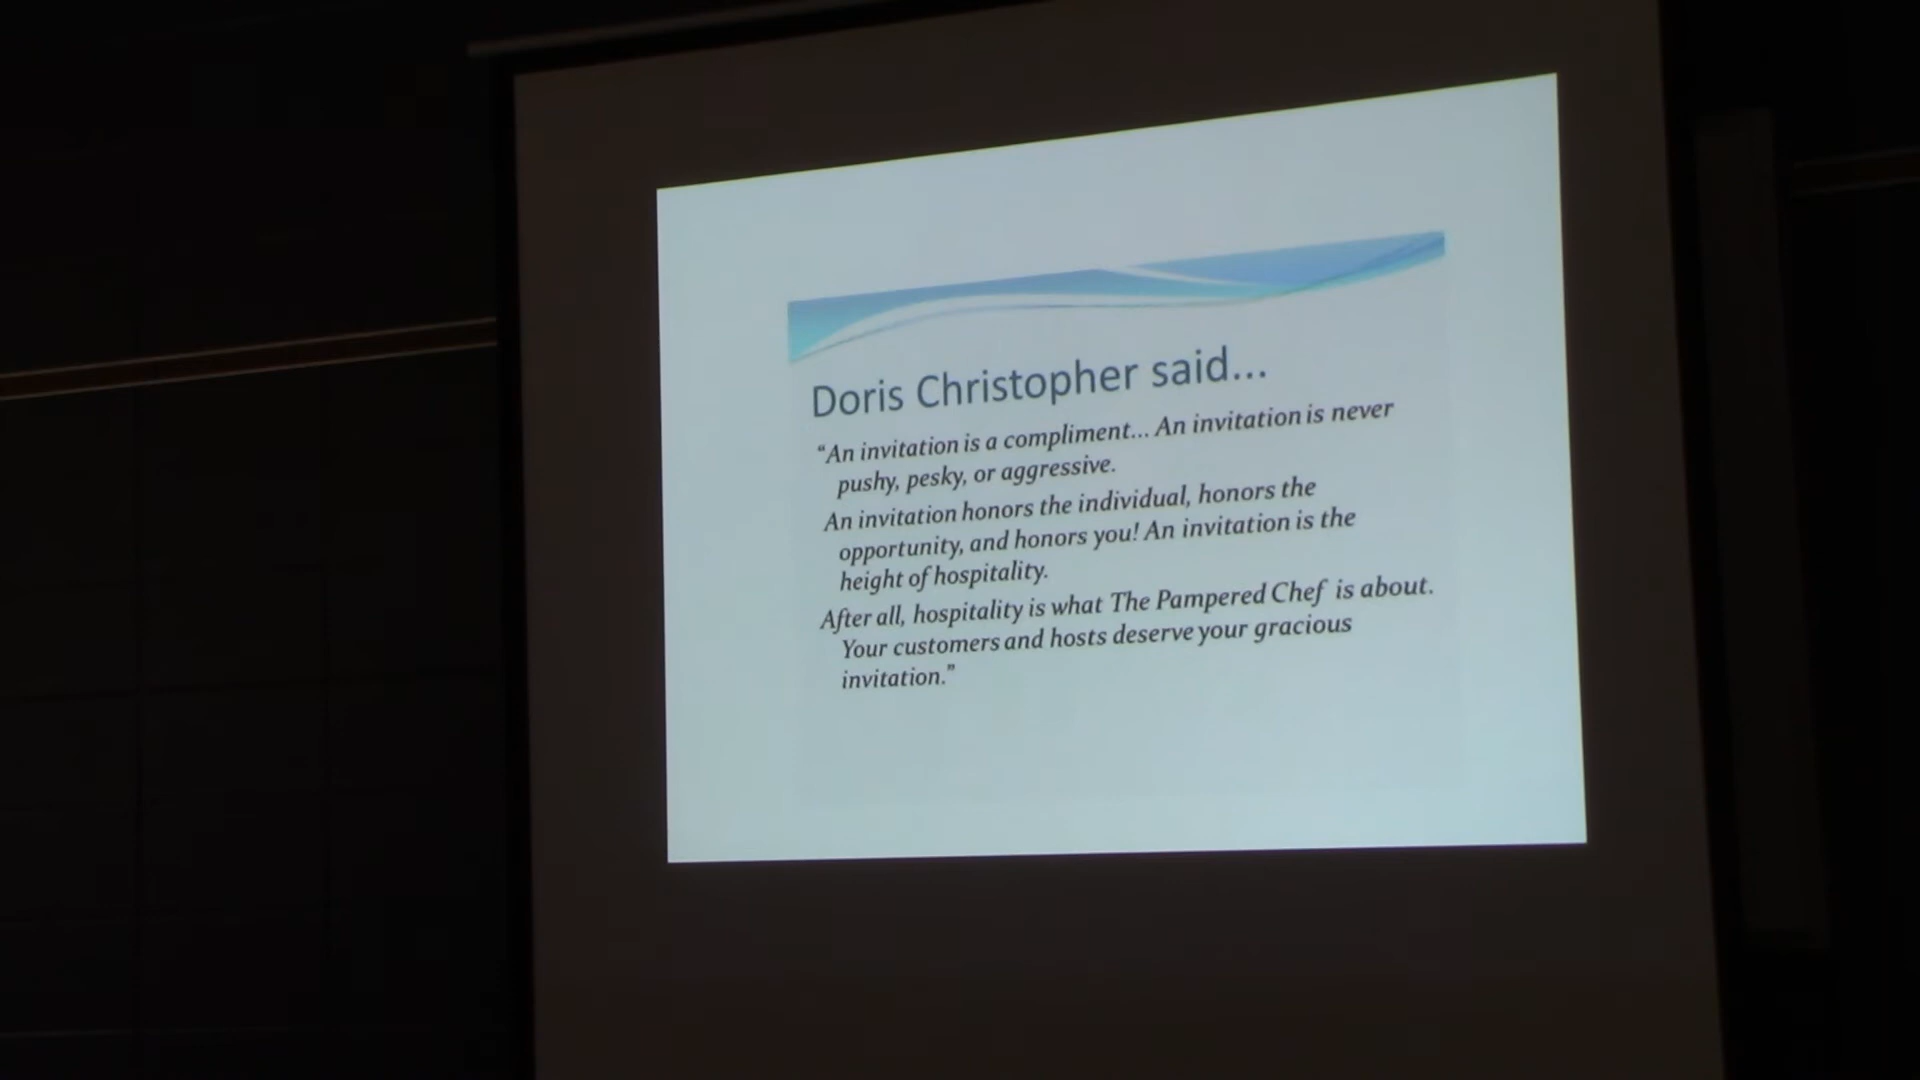 Doris Christopher said...
“An invitation is a compliment... An invitation is never
pushy, pesky, or aggressive.
An invitation honors the individual, honors the
opportunity, and honors you! An invitation is the
height of hospitality.
After all, hospitality is what The Pampered Chef is about.
Your customers and hosts deserve your gracious
invitation.”